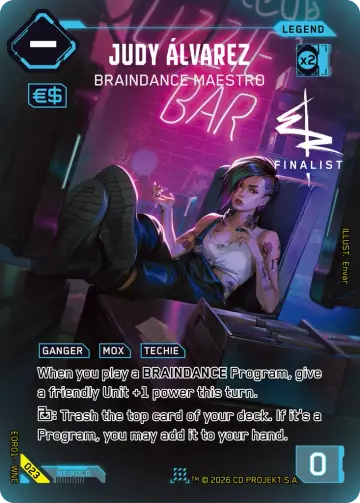 LEGEND
JUDY ÁLVAREZ
x2
BRAINDANCE MAESTRO
€$
BAR
FINALIST
ILLUST. Envar
GANGER MOX TECHIE
When you play a BRAINDANCE Program, give
a friendly Unit +1 power this turn.
: Trash the top card of your deck. If it's a
Program, you may add it to your hand.
023
0
™ © 2026 CD PROJEKT S.A.